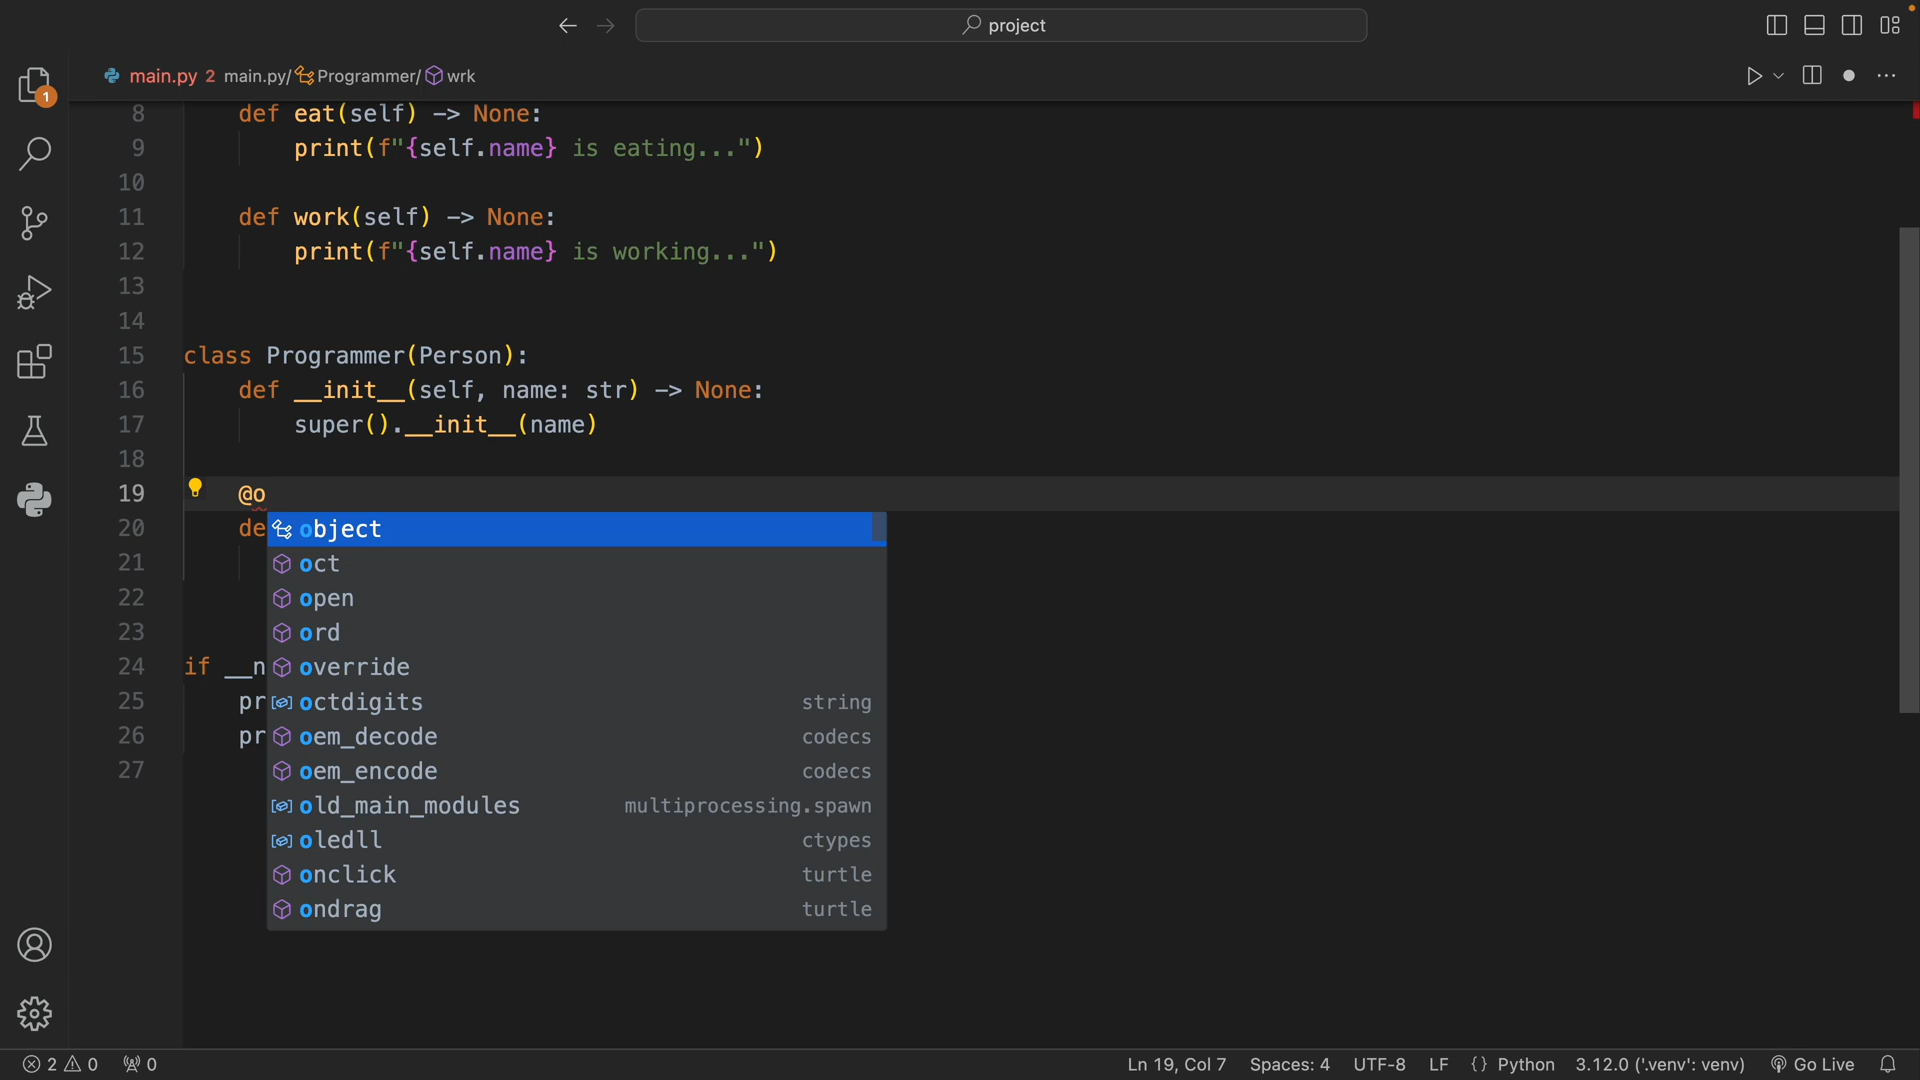 project
main.py 2 main.py/Programmer/wrk
1
8 def eat(self) -> None:
9 print(f"{self.name} is eating...")
10
11 def work(self) -> None:
12 print(f"{self.name} is working...")
13
14
15 class Programmer(Person):
16 def __init__(self, name: str) -> None:
17 super().__init__(name)
18
19 @o
20 de object
21 oct
22 open
23 ord
24 if __n override
25 pr octdigits string
26 pr oem_decode codecs
27 oem_encode codecs
old_main_modules multiprocessing.spawn
oledll ctypes
onclick turtle
ondrag turtle
2 0 0 Ln 19, Col 7 Spaces: 4 UTF-8 LF {} Python 3.12.0 ('.venv': venv) Go Live